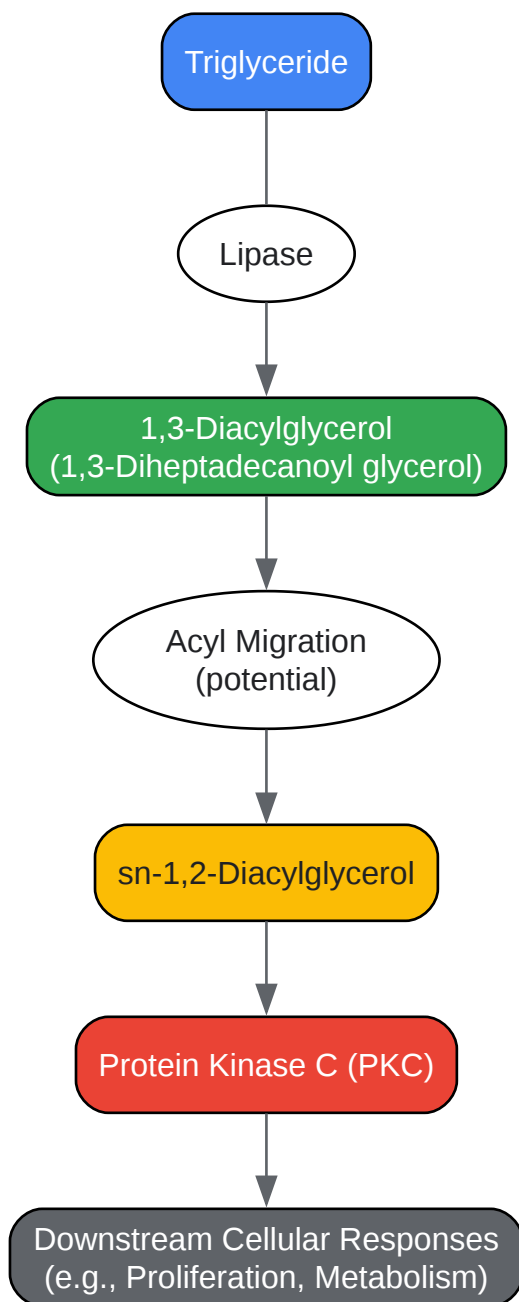 Triglyceride
Lipase
1,3-Diacylglycerol
(1,3-Diheptadecanoyl glycerol)
Acyl Migration
(potential)
sn-1,2-Diacylglycerol
Protein Kinase C (PKC)
Downstream Cellular Responses
(e.g., Proliferation, Metabolism)